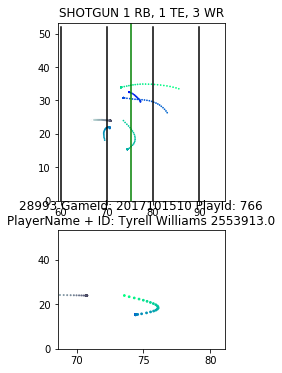 SHOTGUN 1 RB, 1 TE, 3 WR
50
40
30
20
10
0
60 70 80 90
28993 GameId: 2017101510 PlayId: 766
PlayerName + ID: Tyrell Williams 2553913.0
40
20
0
70 75 80